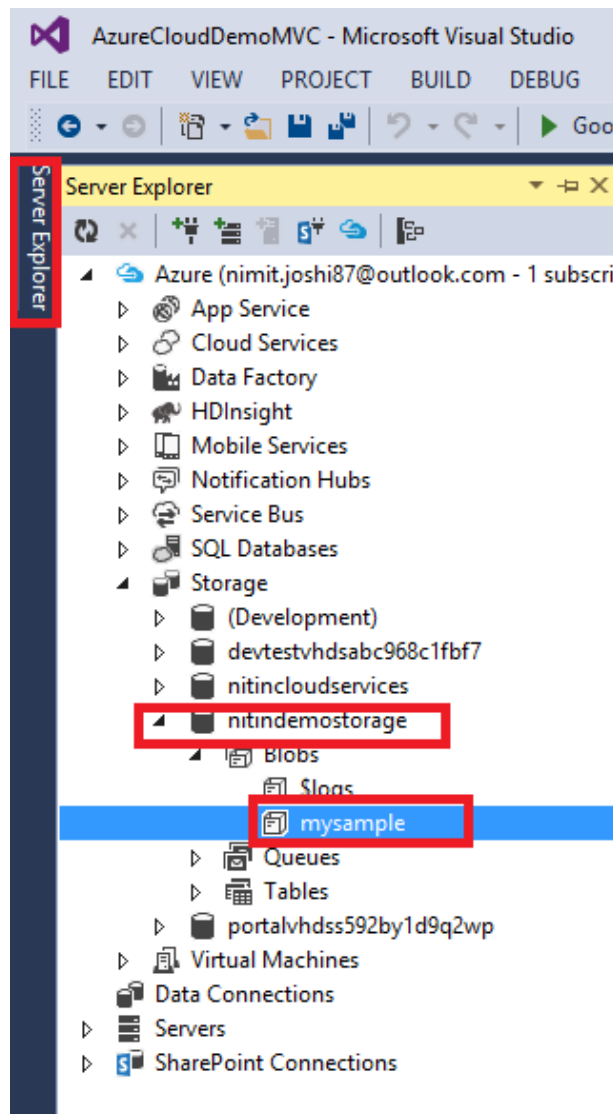 AzureCloudDemoMVC - Microsoft Visual Studio
FILE EDIT VIEW PROJECT BUILD DEBUG
Goo
Server Explorer
Server Explorer
Azure (nimit.joshi87@outlook.com - 1 subscri
App Service
Cloud Services
Data Factory
HDInsight
Mobile Services
Notification Hubs
Service Bus
SQL Databases
Storage
(Development)
devtestvhdsabc968c1fbf7
nitincloudservices
nitindemostorage
Blobs
$logs
mysample
Queues
Tables
portalvhdss592by1d9q2wp
Virtual Machines
Data Connections
Servers
SharePoint Connections